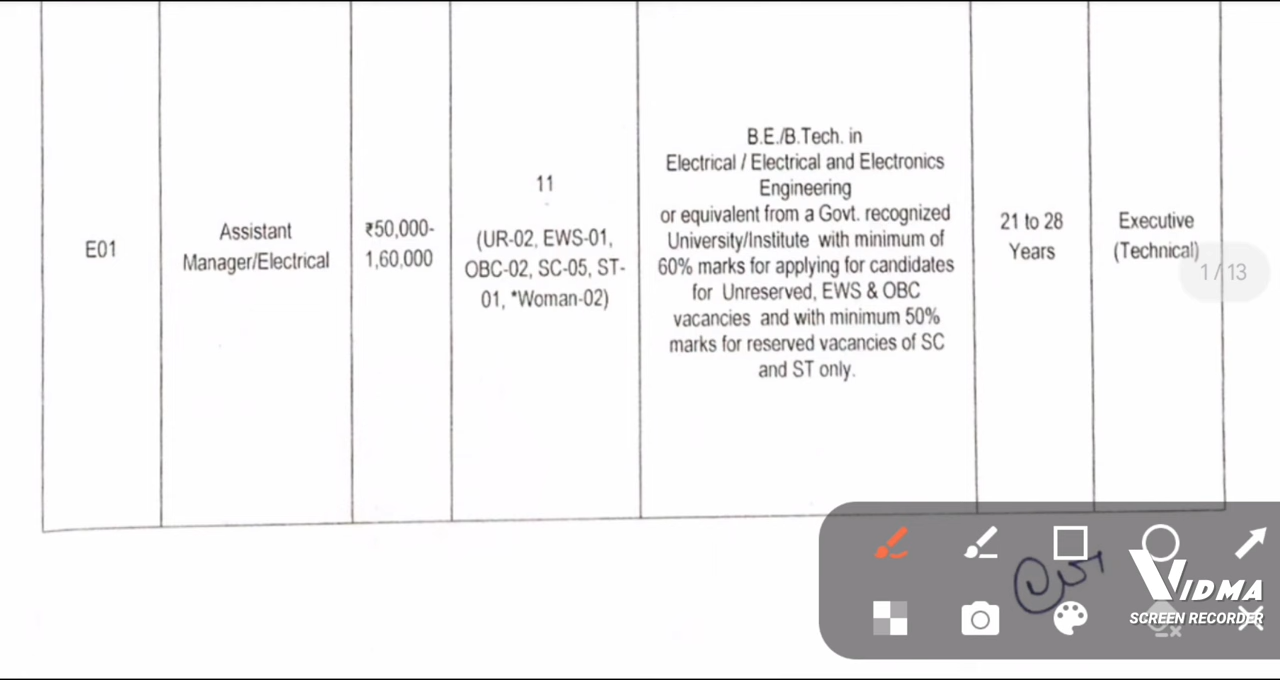 E01
Assistant
Manager/Electrical
₹50,000-
1,60,000
11
(UR-02, EWS-01,
OBC-02, SC-05, ST-
01, *Woman-02)
B.E./B.Tech. in
Electrical / Electrical and Electronics
Engineering
or equivalent from a Govt. recognized
University/Institute with minimum of
60% marks for applying for candidates
for Unreserved, EWS & OBC
vacancies and with minimum 50%
marks for reserved vacancies of SC
and ST only.
21 to 28
Years
Executive
(Technical)
1/13
VIDMA
SCREEN RECORDER